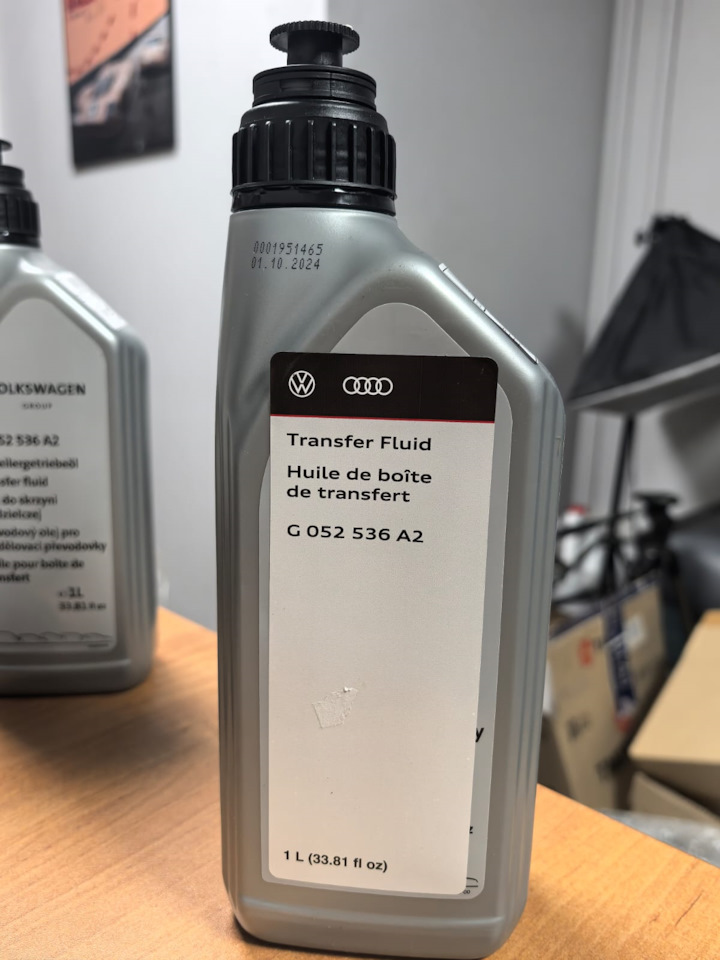 0001951465
01.10.2024
Transfer Fluid
Huile de boîte
de transfert
G 052 536 A2
1 L (33.81 fl oz)
OLKSWAGEN
GROUP
52 536 A2
ellergetriebeöl
sfer fluid
do skrzyni
dzielczej
vodový olej pro
dělovací převodovky
ile pour boîte de
nsfert
1L
33.81 fl oz
y